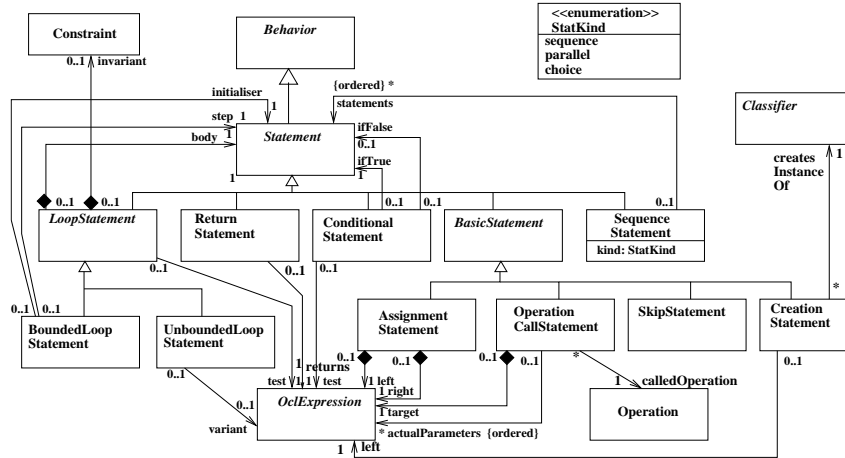 <<enumeration>>
StatKind
sequence
parallel
choice
Constraint
Behavior
0..1
invariant
initialiser
1
{ordered} *
statements
Classifier
step 1
1
body
Statement
ifFalse
0..1
ifTrue
1
1
1
creates
Instance
Of
0..1
0..1
0..1
0..1
0..1
LoopStatement
Return
Statement
Conditional
Statement
BasicStatement
Sequence
Statement
kind: StatKind
0..1
0..1
0..1
*
0..1
0..1
BoundedLoop
Statement
UnboundedLoop
Statement
Assignment
Statement
Operation
CallStatement
SkipStatement
Creation
Statement
0..1
1
returns
0..1
0..1
0..1
*
0..1
test
1,
1
test
1 left
1 right
1
calledOperation
0..1
OclExpression
1 target
Operation
variant
* actualParameters {ordered}
1
left